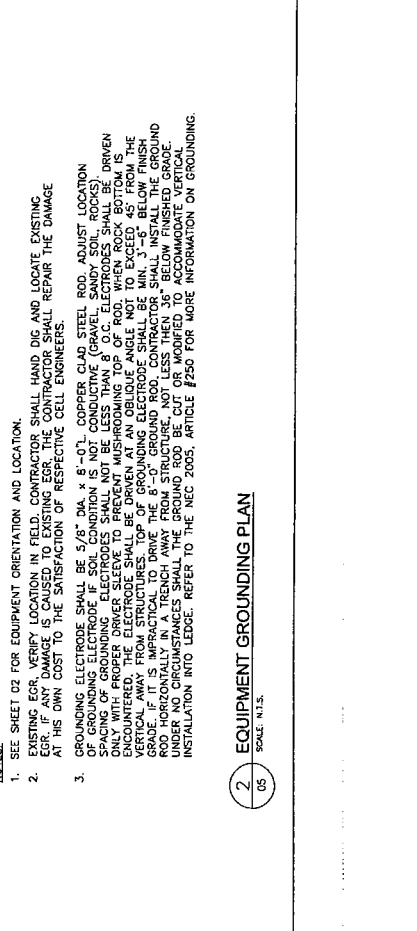 NOTES:
1. SEE SHEET 02 FOR EQUIPMENT ORIENTATION AND LOCATION.
2. EXISTING EGR, VERIFY LOCATION IN FIELD, CONTRACTOR SHALL HAND DIG AND LOCATE EXISTING
EGR. IF ANY DAMAGE IS CAUSED TO EXISTING EGR, THE CONTRACTOR SHALL REPAIR THE DAMAGE
AT HIS OWN COST TO THE SATISFACTION OF RESPECTIVE CELL ENGINEERS.
3. GROUNDING ELECTRODE SHALL BE 5/8" DIA. x 8'-0"L. COPPER CLAD STEEL ROD. ADJUST LOCATION
OF GROUNDING ELECTRODE IF SOIL CONDITION IS NOT CONDUCTIVE (GRAVEL, SANDY SOIL, ROCKS).
SPACING OF GROUNDING ELECTRODES SHALL NOT BE LESS THAN 8' O.C. ELECTRODES SHALL BE DRIVEN
ONLY WITH PROPER DRIVER SLEEVE TO PREVENT MUSHROOMING TOP OF ROD. WHEN ROCK BOTTOM IS
ENCOUNTERED, THE ELECTRODE SHALL BE DRIVEN AT AN OBLIQUE ANGLE NOT TO EXCEED 45° FROM THE
VERTICAL AWAY FROM STRUCTURES. TOP OF GROUNDING ELECTRODE SHALL BE MIN. 3'-6" BELOW FINISH
GRADE. IF IT IS IMPRACTICAL TO DRIVE THE 8'-0" GROUND ROD, CONTRACTOR SHALL INSTALL THE GROUND
ROD HORIZONTALLY IN A TRENCH AWAY FROM STRUCTURE, NOT LESS THEN 36" BELOW FINISHED GRADE.
UNDER NO CIRCUMSTANCES SHALL THE GROUND ROD BE CUT OR MODIFIED TO ACCOMMODATE VERTICAL
INSTALLATION INTO LEDGE. REFER TO THE NEC 2005, ARTICLE #250 FOR MORE INFORMATION ON GROUNDING.
2 EQUIPMENT GROUNDING PLAN
05 SCALE: N.T.S.